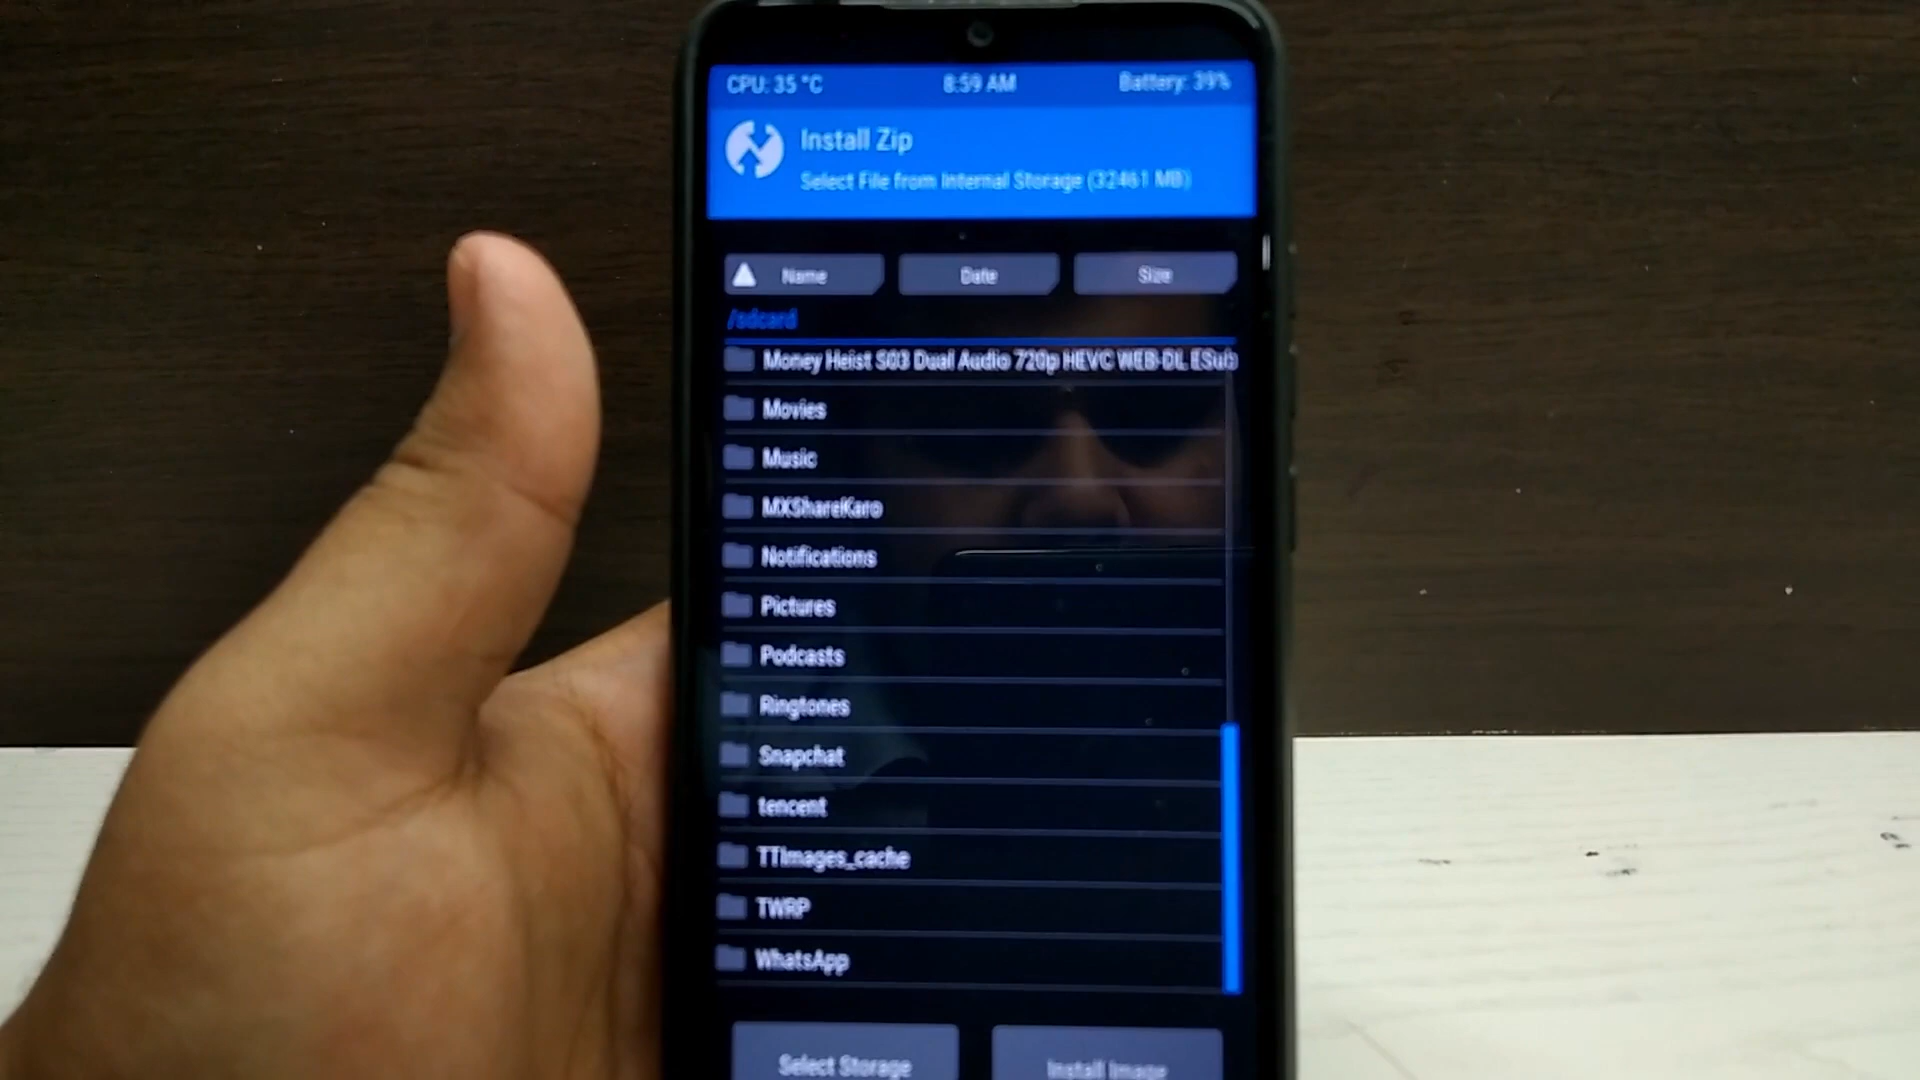 CPU: 35 °C 8:59 AM Battery: 39%
Install Zip
Select File from Internal Storage (32461 MB)
Name Date Size
/sdcard
Money Heist S03 Dual Audio 720p HEVC WEB-DL ESub
Movies
Music
MXShareKaro
Notifications
Pictures
Podcasts
Ringtones
Snapchat
tencent
TTImages_cache
TWRP
WhatsApp
Select Storage Install Image